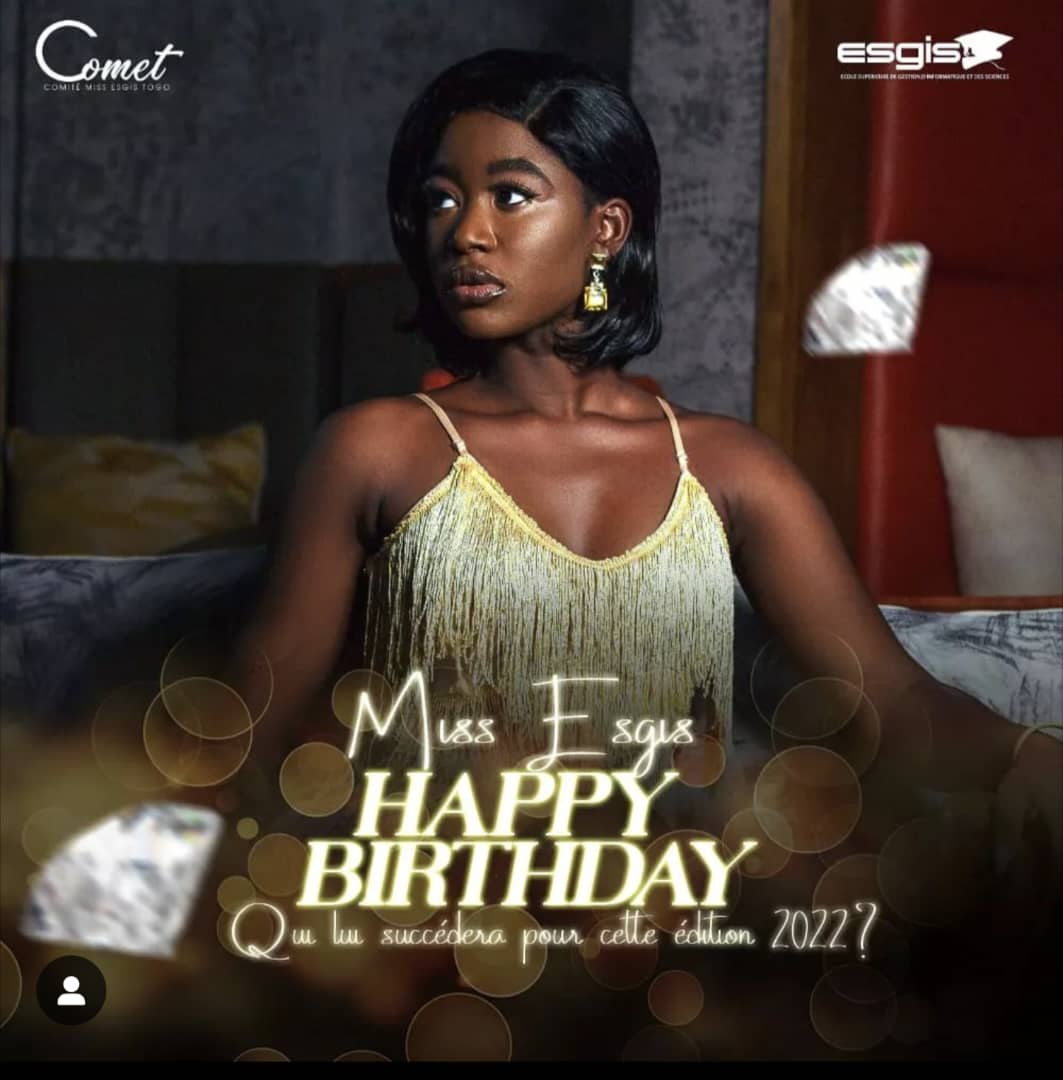 Comet
COMITÉ MISS ESGIS TOGO
esgis
ECOLE SUPERIEURE DE GESTION D'INFORMATIQUE ET DES SCIENCES
Miss Esgis
HAPPY
BIRTHDAY
Qui lui succédera pour cette édition 2022?